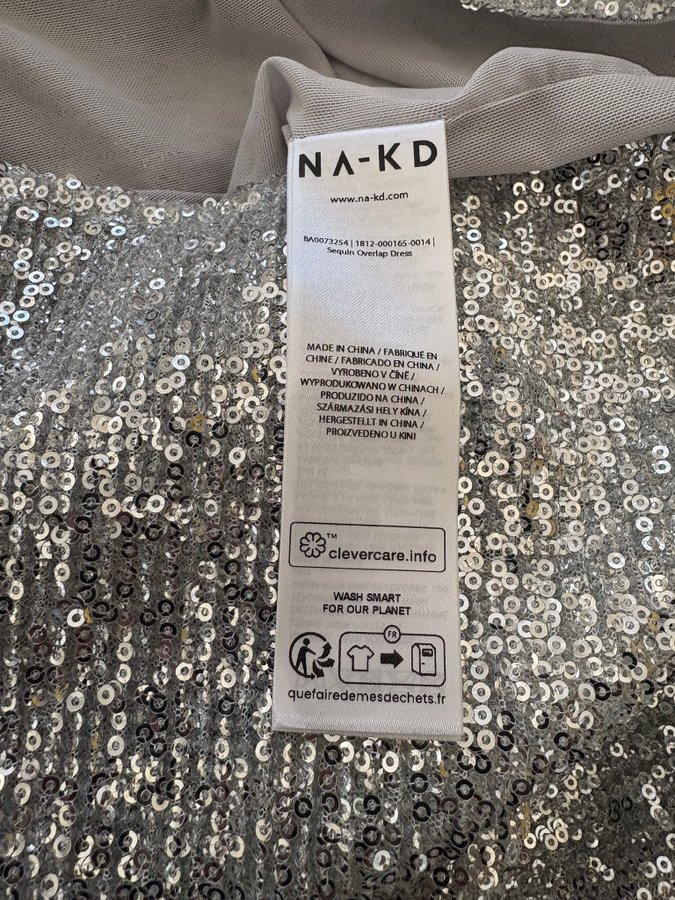 NA-KD
www.na-kd.com
BA0073254 | 1812-000165-0014 |
Sequin Overlap Dress
MADE IN CHINA / FABRIQUÉ EN
CHINE / FABRICADO EN CHINA /
VYROBENO V ČÍNĚ /
WYPRODUKOWANO W CHINACH /
PRODUZIDO NA CHINA /
SZÁRMAZÁSI HELY KÍNA /
HERGESTELLT IN CHINA /
PROIZVEDENO U KINI
TM
clevercare.info
WASH SMART
FOR OUR PLANET
FR
quefairedemesdechets.fr